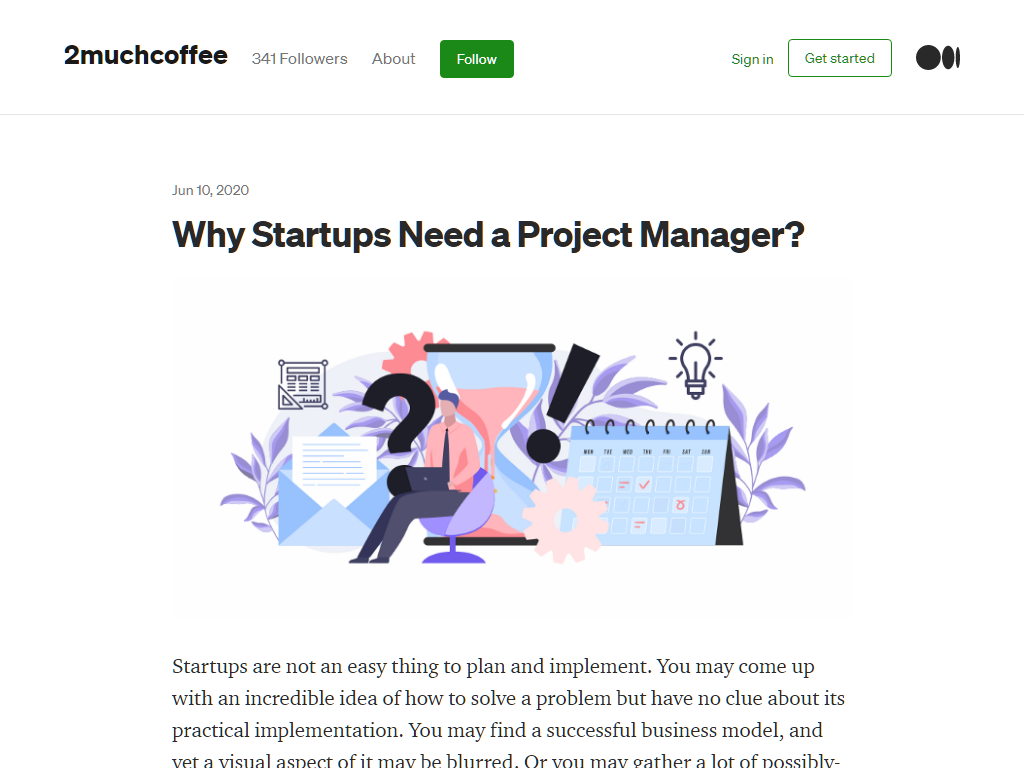 2muchcoffee 341 Followers About Follow Sign in Get started
Jun 10, 2020
Why Startups Need a Project Manager?
MON TUE WED THU FRI SAT SUN
Startups are not an easy thing to plan and implement. You may come up
with an incredible idea of how to solve a problem but have no clue about its
practical implementation. You may find a successful business model, and
yet a visual aspect of it may be blurred. Or you may gather a lot of possibly-